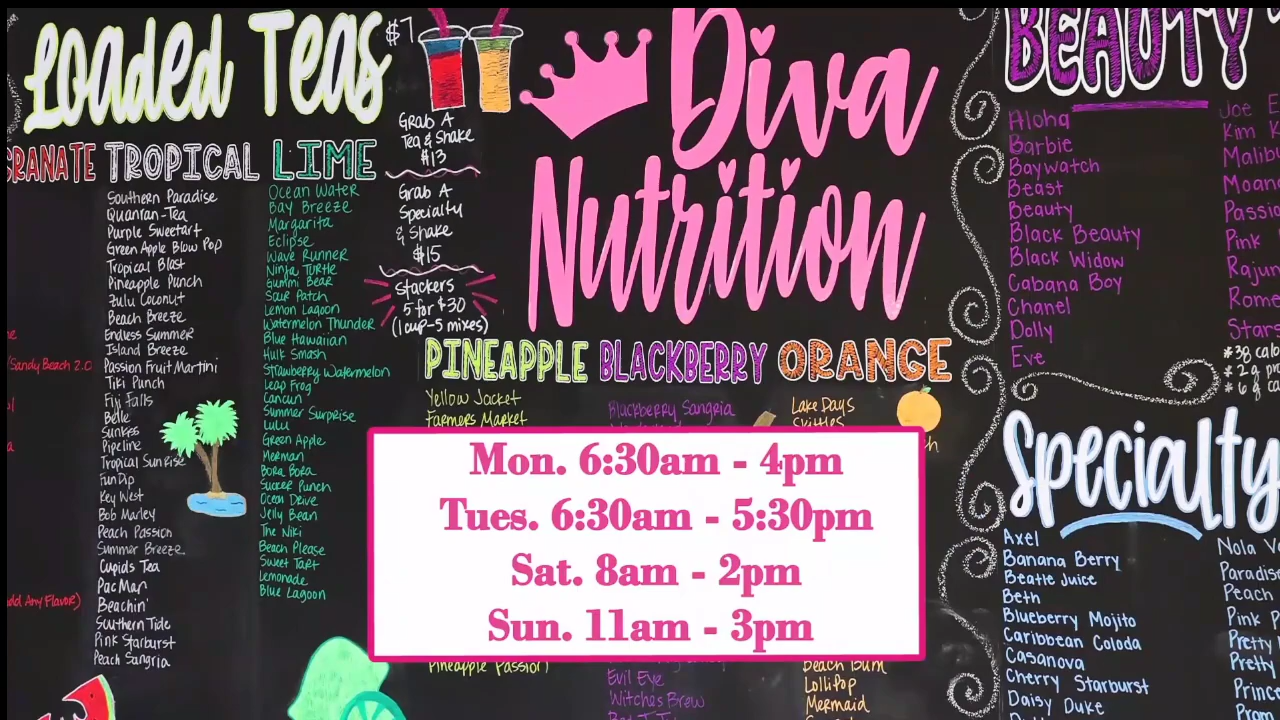 Loaded Teas
$7
Grab A
Tea & Shake
$13
Grab A
Specialty
& Shake
$15
Stackers
5 for $30
(1 cup-5 mixes)
Diva
Nutrition
BEAUTY
TROPICAL
Southern Paradise
Quanran-Tea
Purple Sweetart
Green Apple Blow Pop
Tropical Blast
Pineapple Punch
Zulu Coconut
Beach Breeze
Endless Summer
Island Breeze
Passion Fruit Martini
Tiki Punch
Fiji Falls
Belle
Sunkiss
Pipeline
Tropical Sunrise
Fun Dip
Key West
Bob Marley
Peach Passion
Summer Breeze
Cupids Tea
PacMan
Beachin'
Southern Tide
Pink Starburst
Peach Sangria
Sandy Beach 2.0
Any Flavor)
LIME
Ocean Water
Bay Breeze
Margarita
Eclipse
Wave Runner
Ninja Turtle
Gummi Bear
Sour Patch
Lemon Lagoon
Watermelon Thunder
Blue Hawaiian
Hulk Smash
Strawberry Watermelon
Leap Frog
Cancun
Summer Surprise
Lulu
Green Apple
Merman
Bora Bora
Sucker Punch
Ocean Drive
Jelly Bean
The Niki
Beach Please
Sweet Tart
Lemonade
Blue Lagoon
PINEAPPLE BLACKBERRY ORANGE
Yellow Jacket
Farmers Market
Pineapple Passion
Blackberry Sangria
Evil Eye
Witches Brew
Lake Days
Skittles
Beach Bum
Lollipop
Mermaid
Mon. 6:30am - 4pm
Tues. 6:30am - 5:30pm
Sat. 8am - 2pm
Sun. 11am - 3pm
Aloha
Barbie
Baywatch
Beast
Beauty
Black Beauty
Black Widow
Cabana Boy
Chanel
Dolly
Eve
Joe
Kim
Pink
Specialty
Axel
Banana Berry
Beatle Juice
Beth
Blueberry Mojito
Caribbean Coloda
Casanova
Cherry Starburst
Daisy Duke
Nola
Paradise
Peach
Pink
Pretty
Pretty